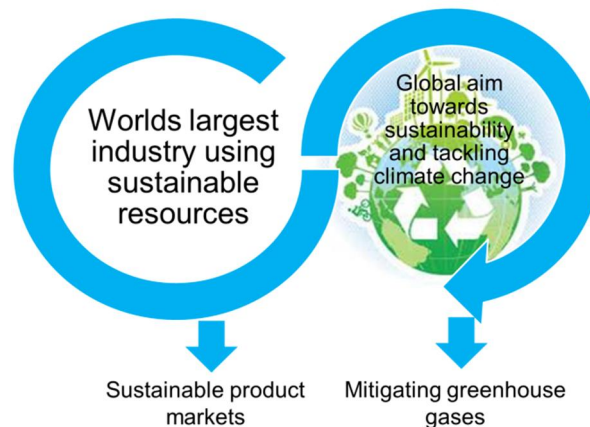 Worlds largest
industry using
sustainable
resources
Global aim
towards
sustainability
and tackling
climate change
Sustainable product
markets
Mitigating greenhouse
gases